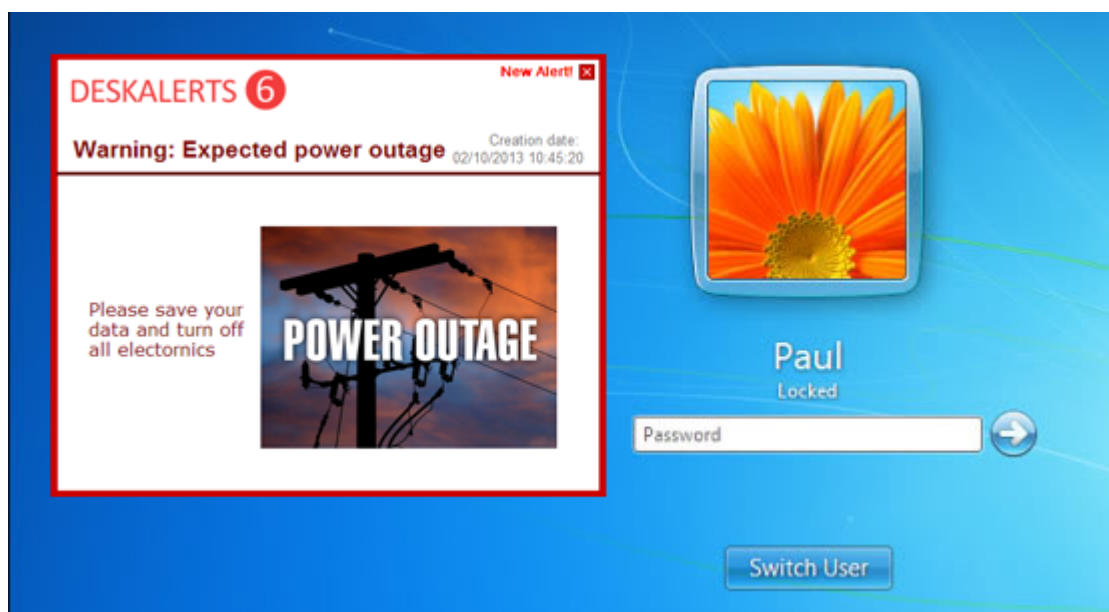 New Alert!
DESKALERTS 6
Warning: Expected power outage
Creation date:
02/10/2013 10:45:20
Please save your
data and turn off
all electornics
POWER OUTAGE
Paul
Locked
Password
Switch User